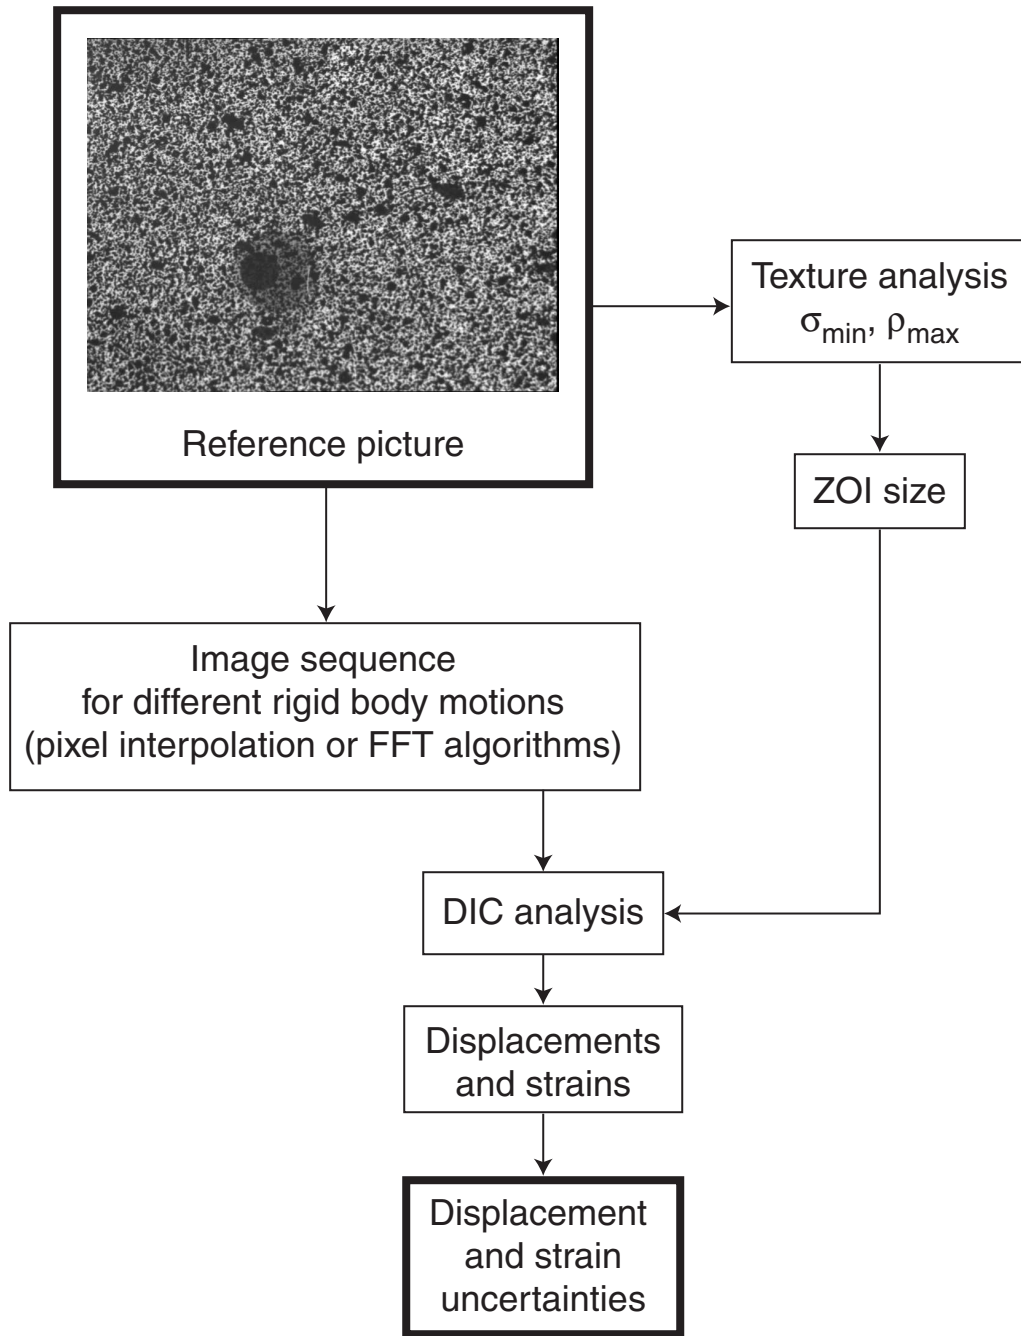 Reference picture
Texture analysis
σmin, ρmax
ZOI size
Image sequence
for different rigid body motions
(pixel interpolation or FFT algorithms)
DIC analysis
Displacements
and strains
Displacement
and strain
uncertainties